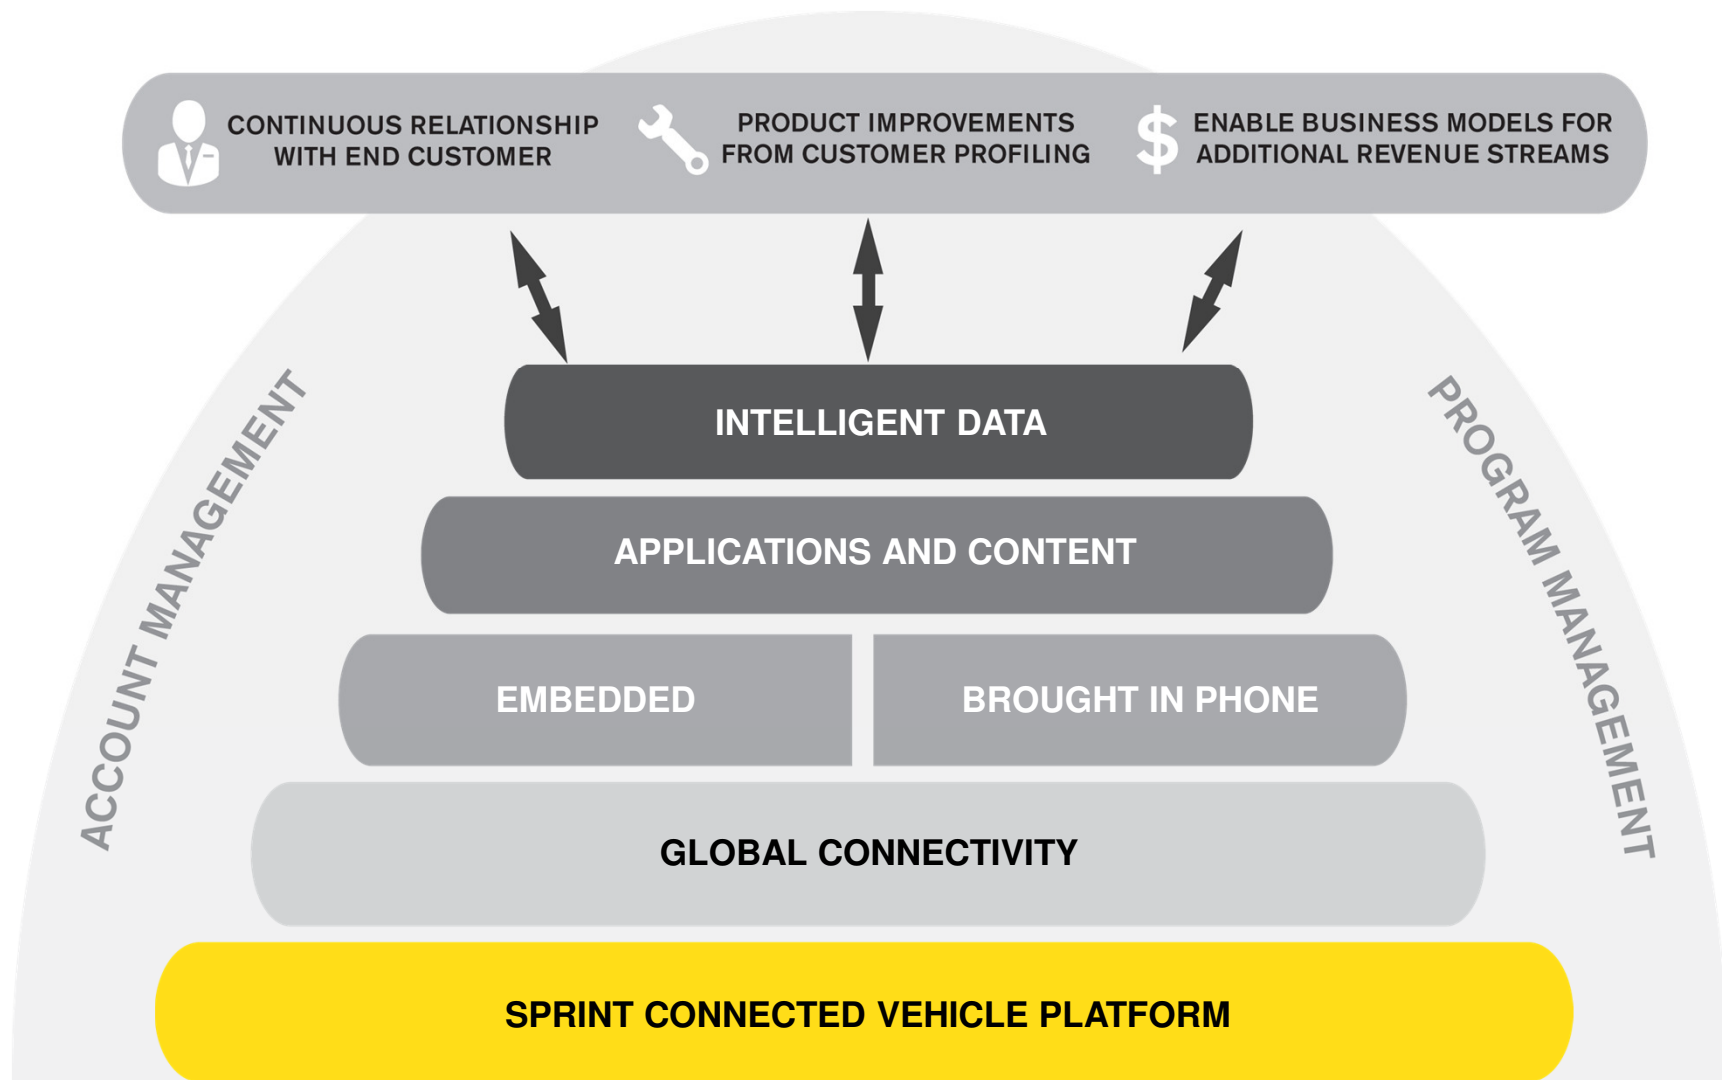 CONTINUOUS RELATIONSHIP
WITH END CUSTOMER
PRODUCT IMPROVEMENTS
FROM CUSTOMER PROFILING
$ ENABLE BUSINESS MODELS FOR
ADDITIONAL REVENUE STREAMS
ACCOUNT MANAGEMENT
PROGRAM MANAGEMENT
INTELLIGENT DATA
APPLICATIONS AND CONTENT
EMBEDDED
BROUGHT IN PHONE
GLOBAL CONNECTIVITY
SPRINT CONNECTED VEHICLE PLATFORM